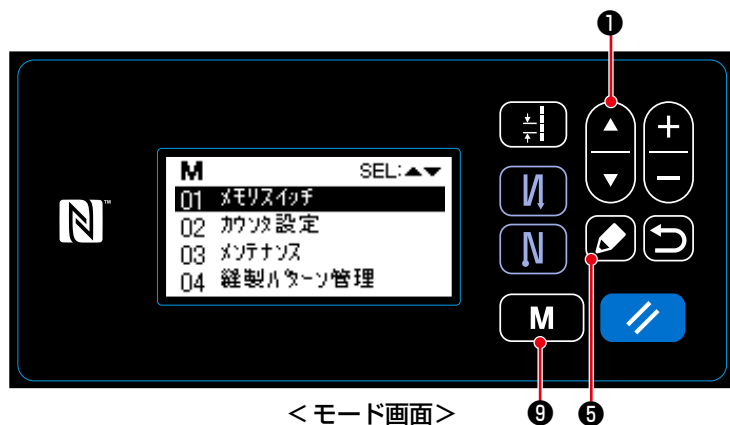 ❶
M SEL:▲▼
01 メモリスイッチ
02 カウンタ設定
03 メンテナンス
04 縫製パターン管理
N™
M
＜モード画面＞
❾ ❺